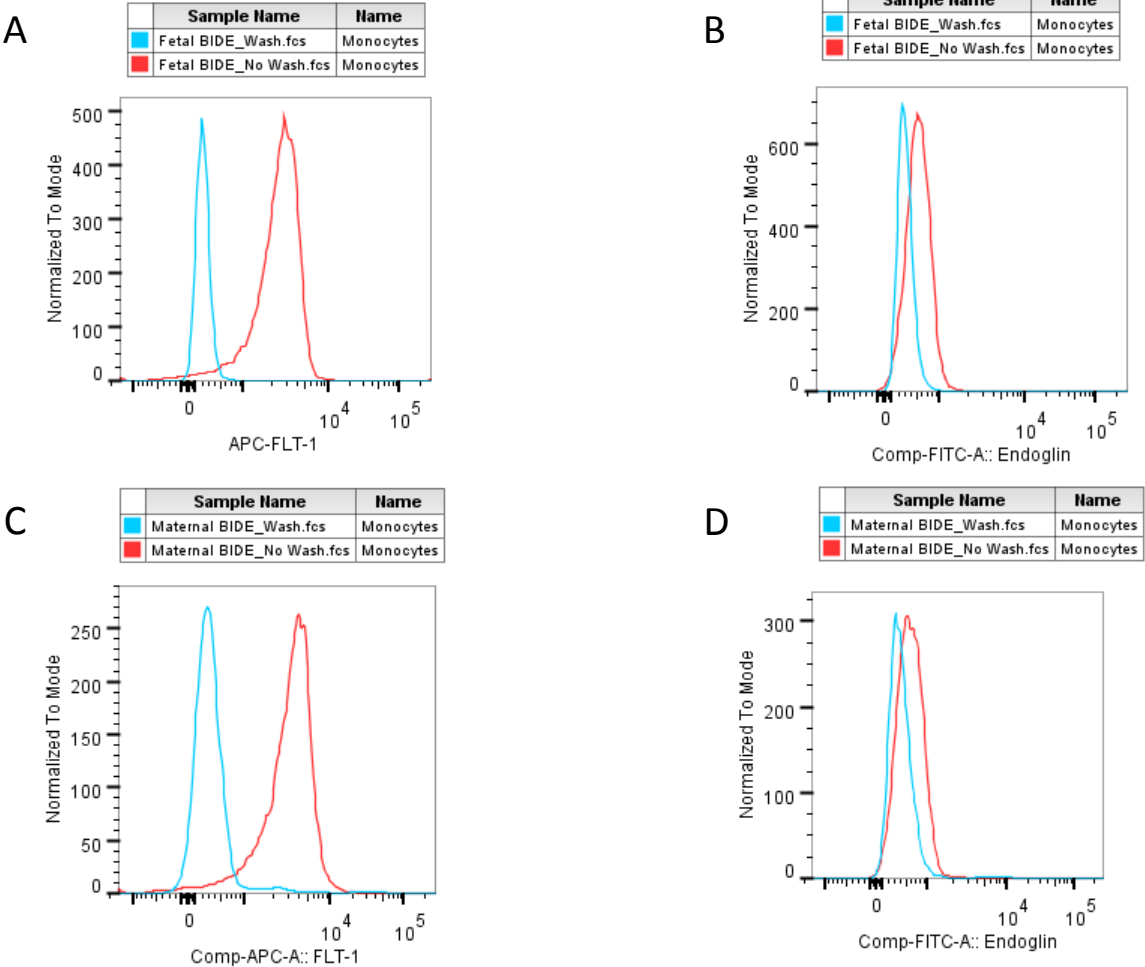 A
Sample Name Name
Fetal BIDE_Wash.fcs Monocytes
Fetal BIDE_No Wash.fcs Monocytes
500
400
300
200
100
0
Normalized To Mode
0 10^4 10^5
APC-FLT-1
B
Sample Name Name
Fetal BIDE_Wash.fcs Monocytes
Fetal BIDE_No Wash.fcs Monocytes
600
400
200
0
Normalized To Mode
0 10^4 10^5
Comp-FITC-A:: Endoglin
C
Sample Name Name
Maternal BIDE_Wash.fcs Monocytes
Maternal BIDE_No Wash.fcs Monocytes
250
200
150
100
50
0
Normalized To Mode
0 10^4 10^5
Comp-APC-A:: FLT-1
D
Sample Name Name
Maternal BIDE_Wash.fcs Monocytes
Maternal BIDE_No Wash.fcs Monocytes
300
200
100
0
Normalized To Mode
0 10^4 10^5
Comp-FITC-A:: Endoglin